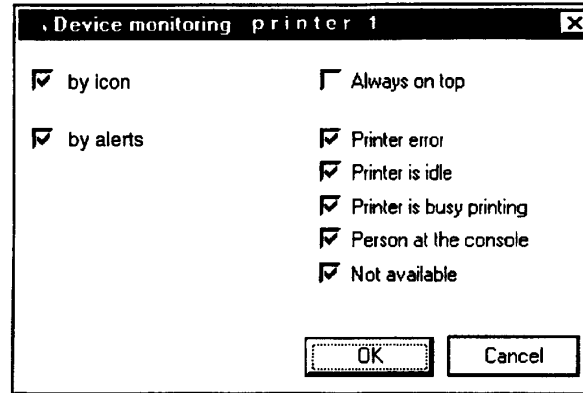 Device monitoring printer 1
by icon
Always on top
by alerts
Printer error
Printer is idle
Printer is busy printing
Person at the console
Not available
OK
Cancel